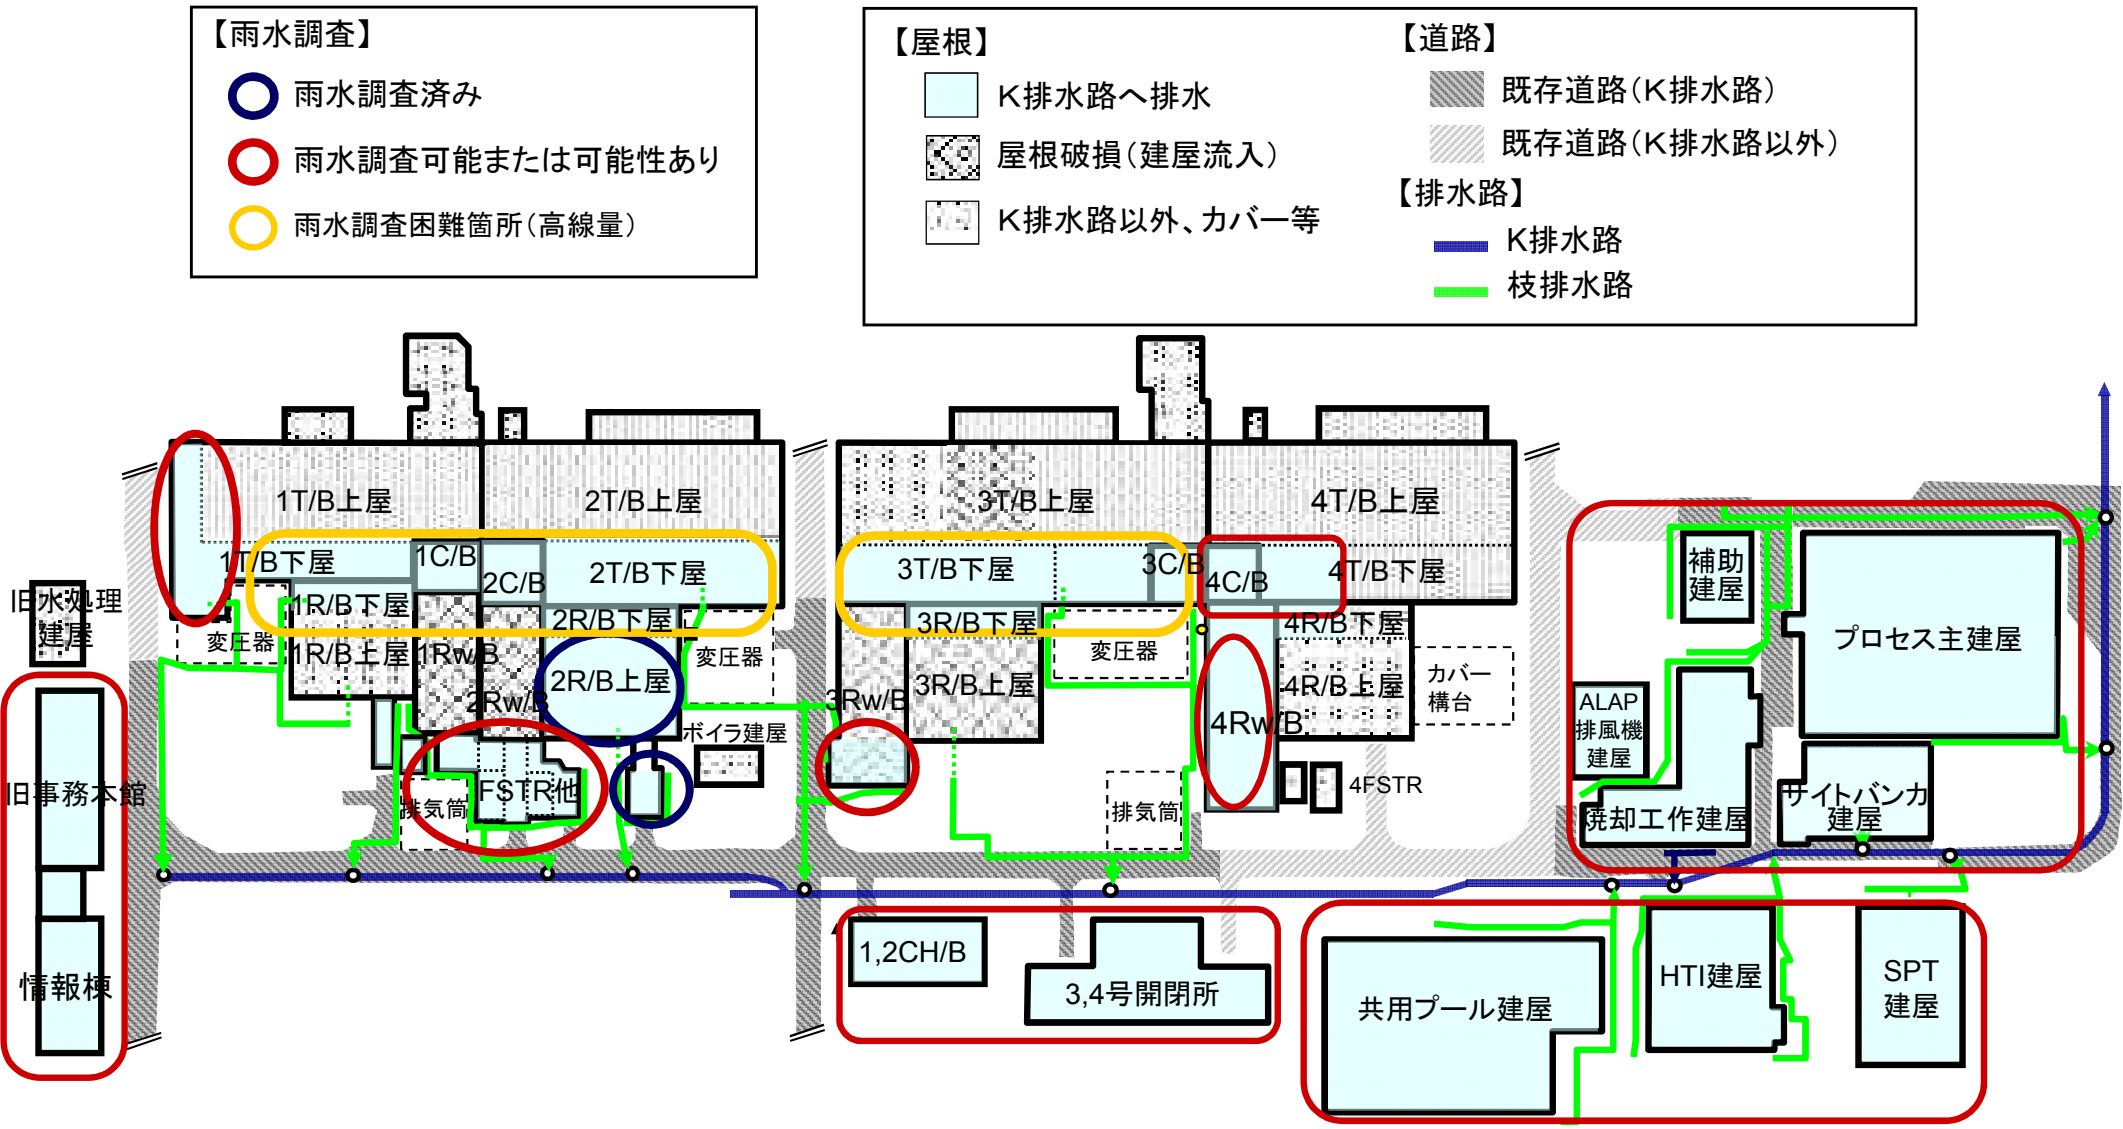 【雨水調査】
雨水調査済み
雨水調査可能または可能性あり
雨水調査困難箇所(高線量)
【屋根】
K排水路へ排水
屋根破損(建屋流入)
K排水路以外、カバー等
【道路】
既存道路(K排水路)
既存道路(K排水路以外)
【排水路】
K排水路
枝排水路
1T/B上屋
2T/B上屋
3T/B上屋
4T/B上屋
1T/B下屋
1C/B
2C/B
2T/B下屋
3T/B下屋
3C/B
4C/B
4T/B下屋
1R/B下屋
2R/B下屋
3R/B下屋
4R/B下屋
旧水処理
建屋
変圧器
1R/B上屋
1Rw/B
2Rw/B
2R/B上屋
変圧器
ボイラ建屋
3Rw/B
3R/B上屋
変圧器
4Rw/B
4R/B上屋
カバー
構台
4FSTR
旧事務本館
情報棟
排気筒
FSTR他
排気筒
1,2CH/B
3,4号開閉所
補助
建屋
プロセス主建屋
ALAP
排風機
建屋
焼却工作建屋
サイトバンカ
建屋
共用プール建屋
HTI建屋
SPT
建屋